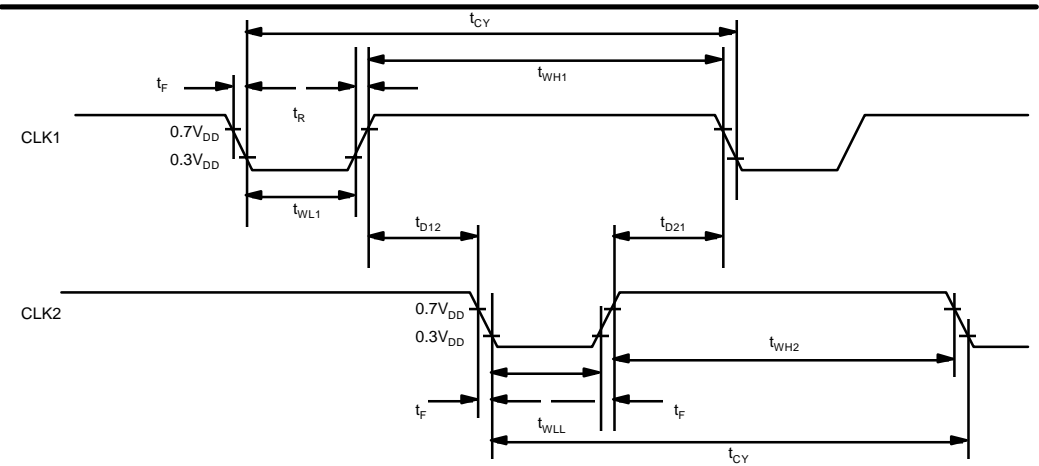 tCY
tWH1
tF
tR
CLK1
0.7VDD
0.3VDD
tWL1
tD12
tD21
CLK2
0.7VDD
0.3VDD
tWH2
tF
tWLL
tF
tCY